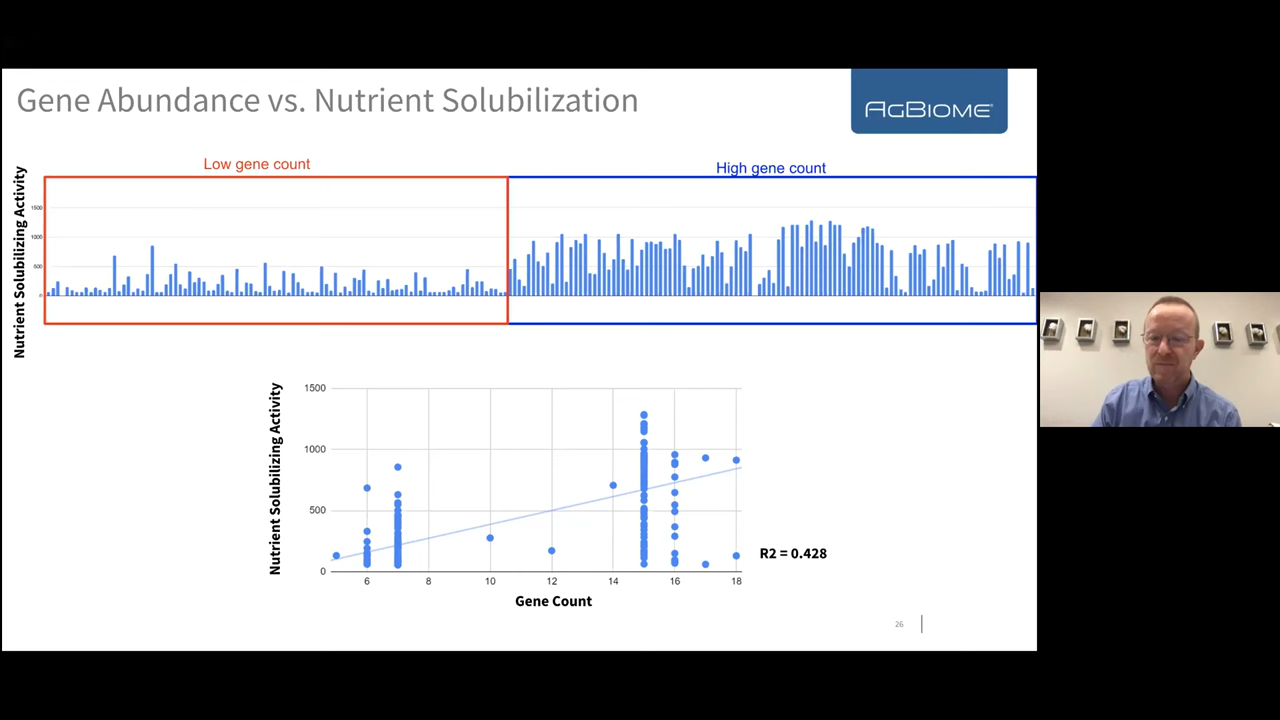 Gene Abundance vs. Nutrient Solubilization
AGBIOME
Low gene count
High gene count
Nutrient Solubilizing Activity
1500
1000
500
0
Nutrient Solubilizing Activity
1500
1000
500
0
6 8 10 12 14 16 18
Gene Count
R2 = 0.428
26